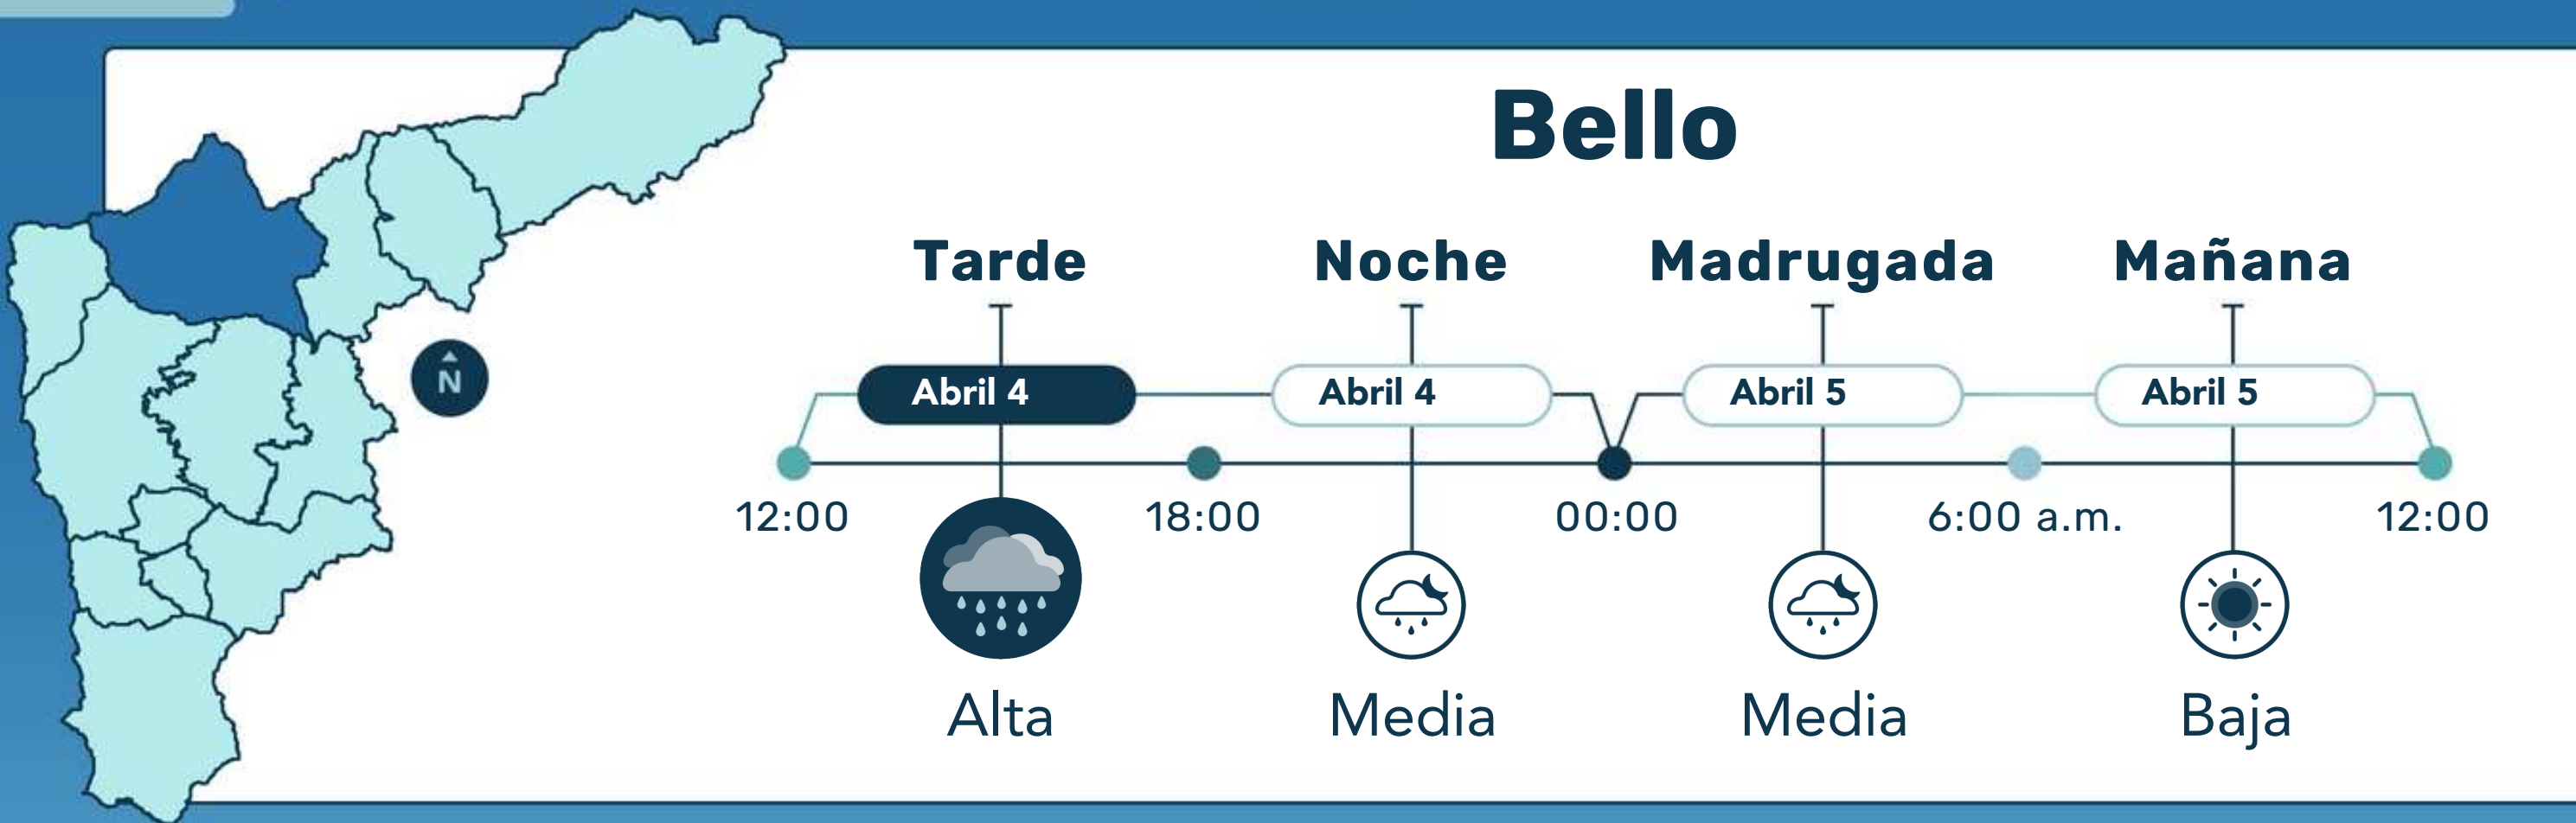 Bello
Tarde Noche Madrugada Mañana
Abril 4 Abril 4 Abril 5 Abril 5
N
12:00 18:00 00:00 6:00 a.m. 12:00
Alta Media Media Baja